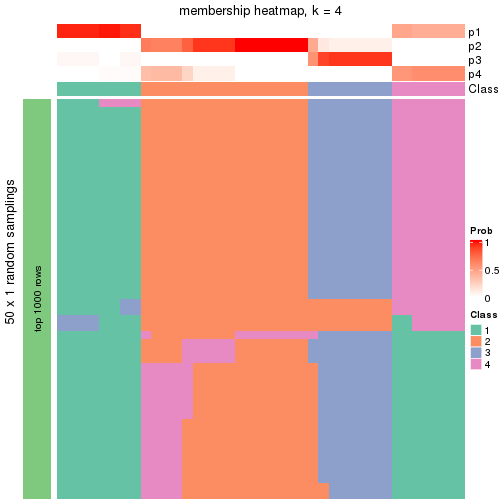 membership heatmap, k = 4
p1
p2
p3
p4
Class
50 x 1 random samplings
top 1000 rows
Prob
1
0.5
0
Class
1
2
3
4